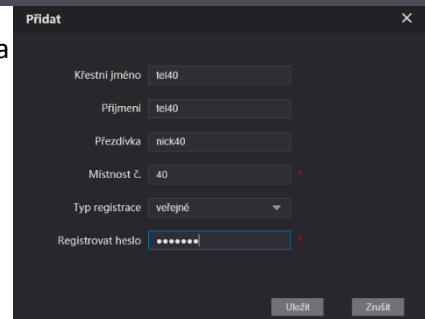 Přidat
a
Křestní jméno tel40
Příjmení tel40
Přezdívka nick40
Místnost č. 40 *
Typ registrace veřejné
Registrovat heslo ••••••• *
Uložit Zrušit